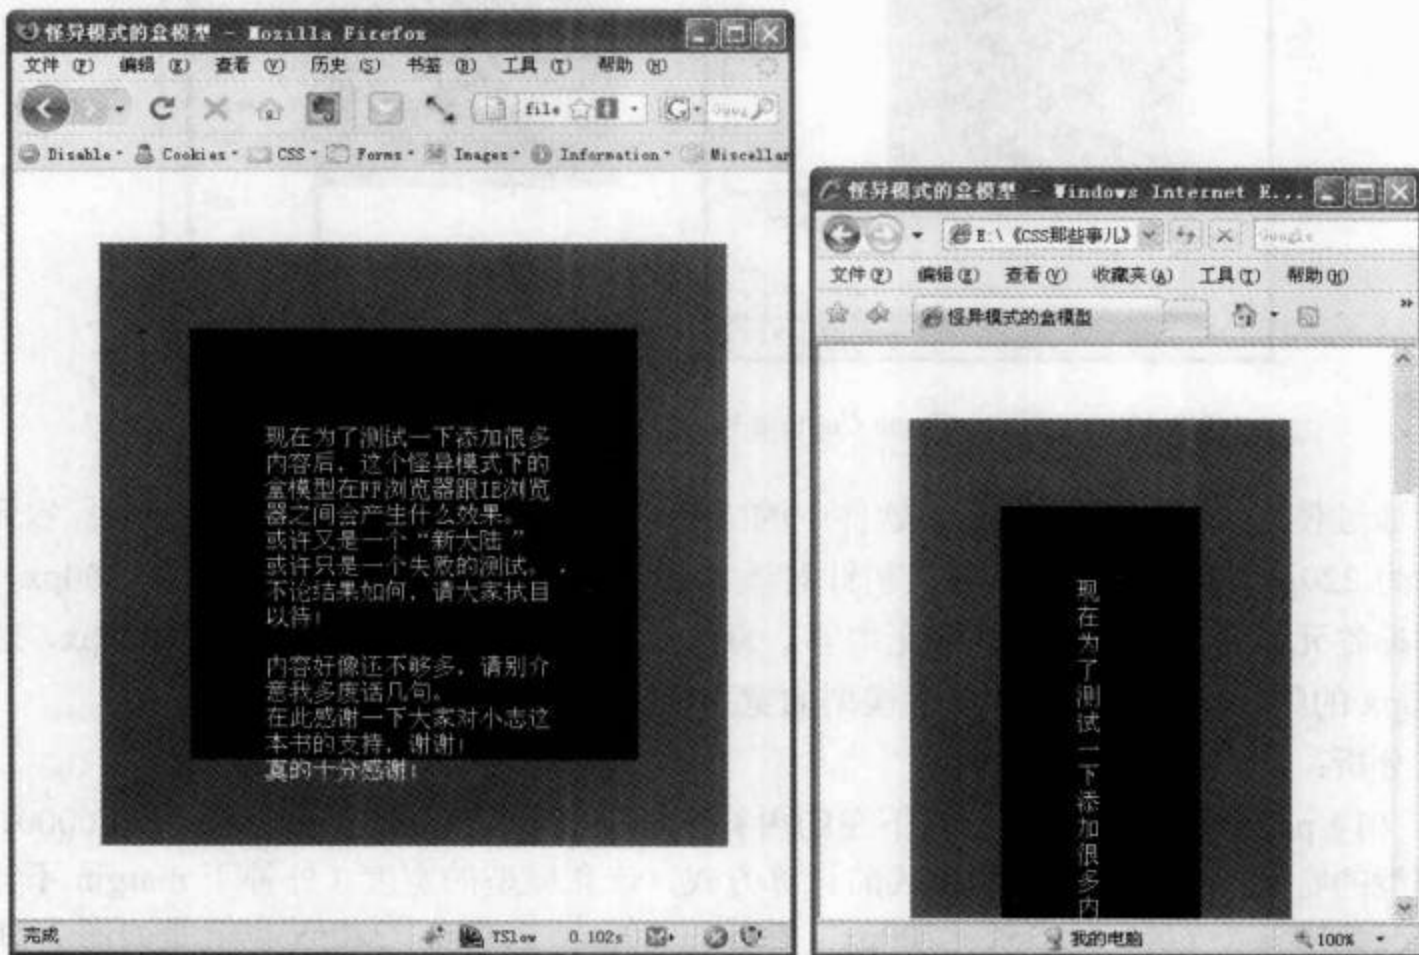 怪异模式的盒模型 - Mozilla Firefox
文件 (F) 编辑 (E) 查看 (V) 历史 (S) 书签 (B) 工具 (T) 帮助 (H)
file
Disable Cookies CSS Forms Images Information Miscellan
现在为了测试一下添加很多
内容后，这个怪异模式下的
盒模型在FF浏览器跟IE浏览
器之间会产生什么效果。
或许又是一个“新大陆”
或许只是一个失败的测试。
不论结果如何，请大家拭目
以待！
内容好像还不够多，请别介
意我多废话几句。
在此感谢一下大家对小志这
本书的支持，谢谢！
真的十分感谢！
完成 YSlow 0.102s
怪异模式的盒模型 - Windows Internet E...
E:\《CSS那些事儿》
文件(F) 编辑(E) 查看(V) 收藏夹(A) 工具(T) 帮助(H)
怪异模式的盒模型
现
在
为
了
测
试
一
下
添
加
很
多
内
我的电脑 100%